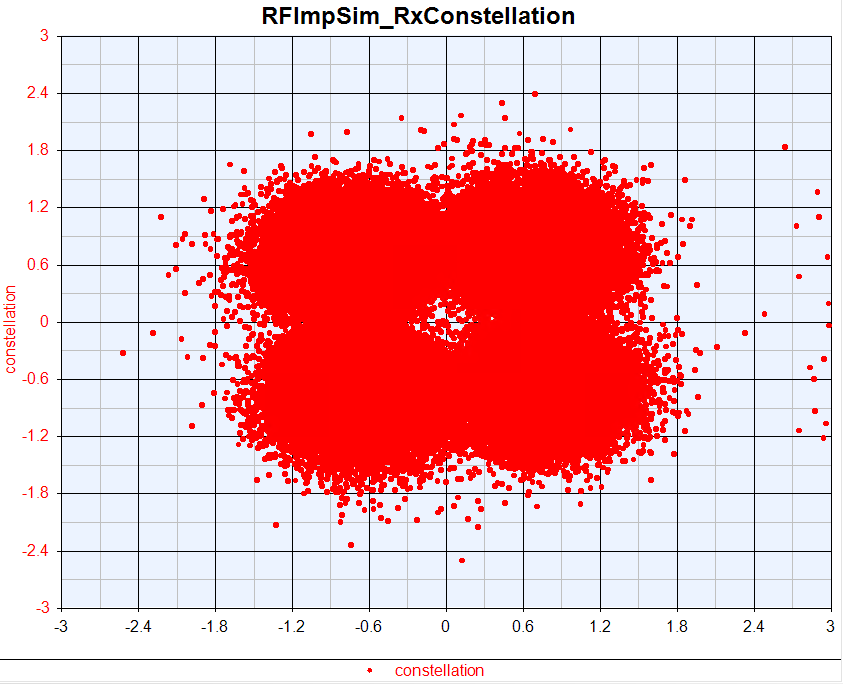 RFImpSim_RxConstellation
3
2.4
1.8
1.2
0.6
0
-0.6
-1.2
-1.8
-2.4
-3
constellation
-3 -2.4 -1.8 -1.2 -0.6 0 0.6 1.2 1.8 2.4 3
constellation